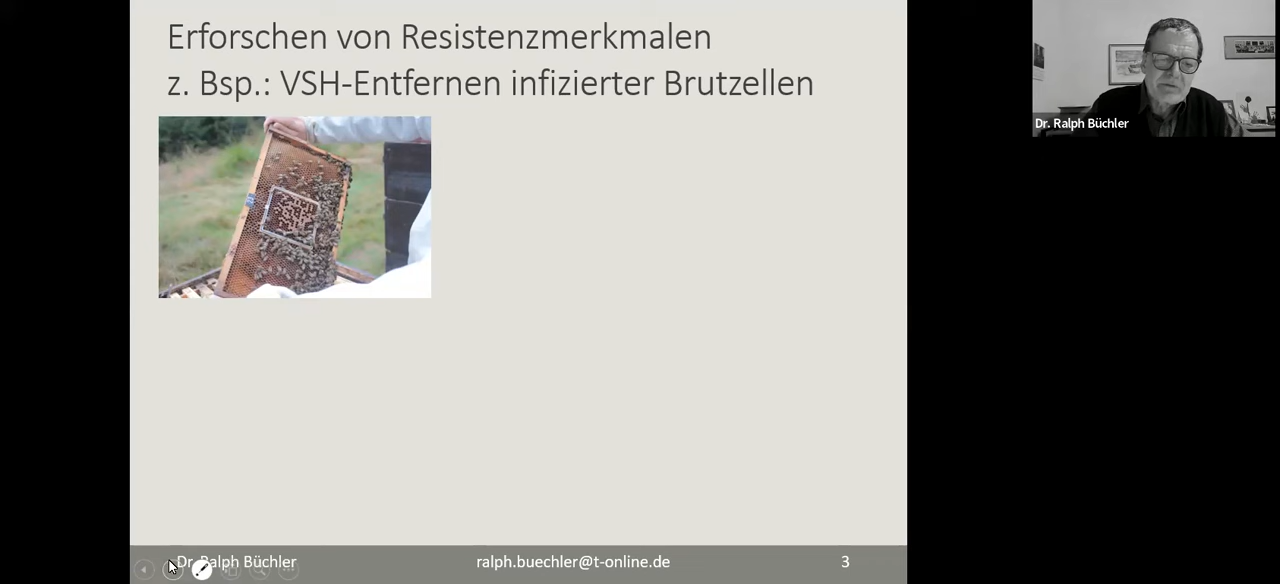 Erforschen von Resistenzmerkmalen
z. Bsp.: VSH-Entfernen infizierter Brutzellen
Dr. Ralph Büchler
Dr. Ralph Büchler
ralph.buechler@t-online.de
3